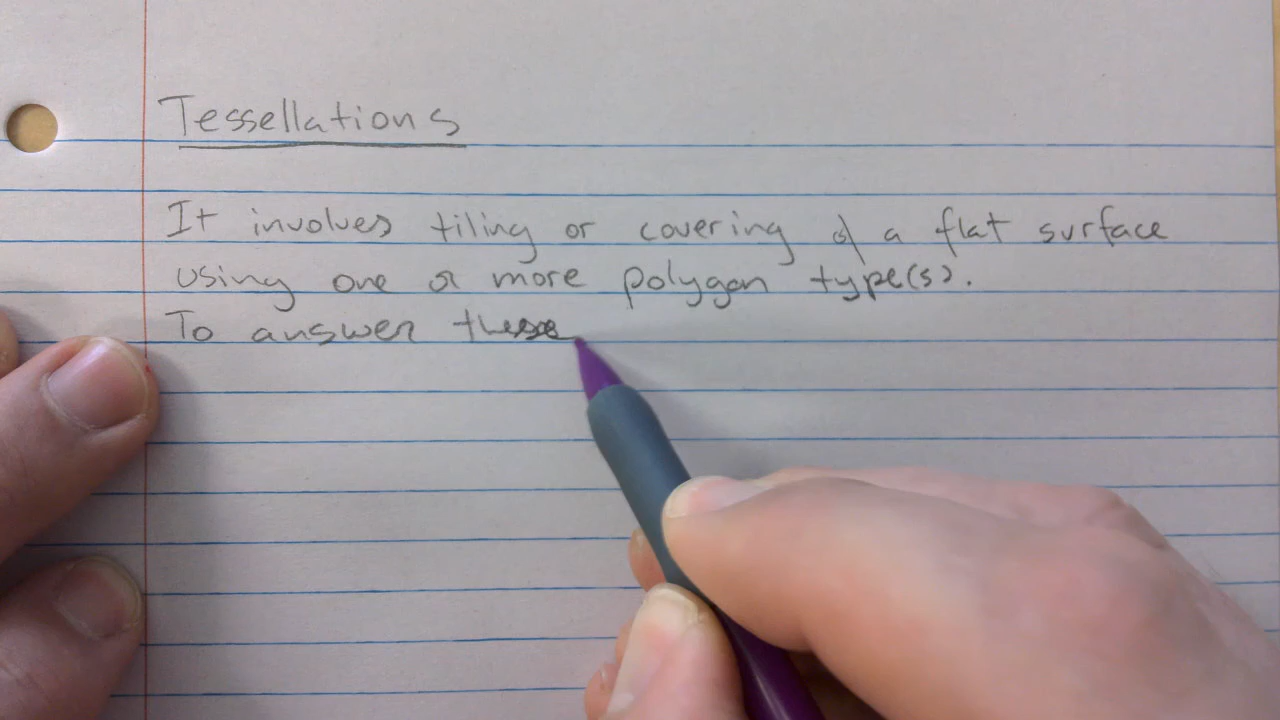 Tessellations
It involves tiling or covering of a flat surface
using one or more polygon type(s).
To answer these